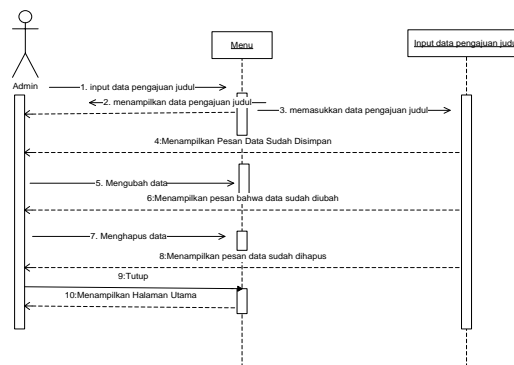 Menu
Input data pengajuan judul
Admin
1. input data pengajuan judul
2. menampilkan data pengajuan judul
3. memasukkan data pengajuan judul
4:Menampilkan Pesan Data Sudah Disimpan
5. Mengubah data
6:Menampilkan pesan bahwa data sudah diubah
7. Menghapus data
8:Menampilkan pesan data sudah dihapus
9:Tutup
10:Menampilkan Halaman Utama